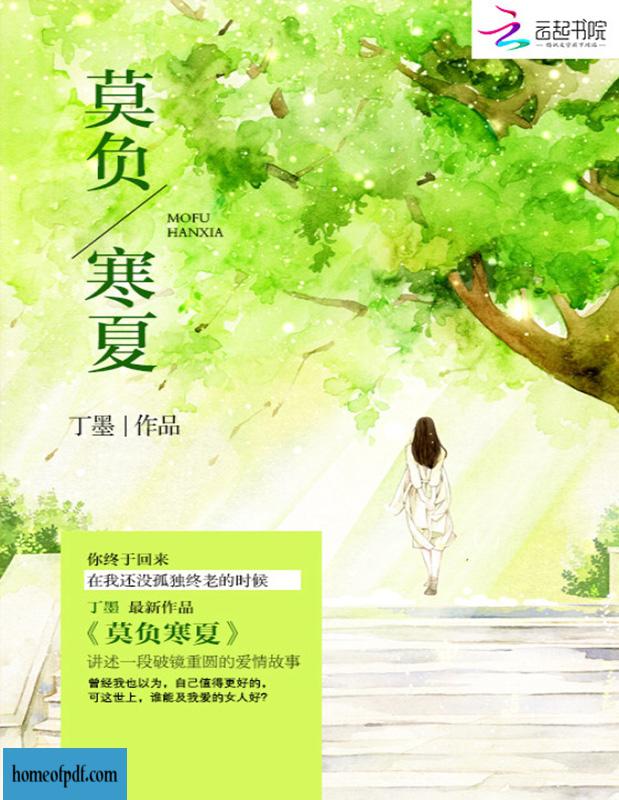 云起书院
莫负
寒夏
MOFU
HANXIA
丁墨|作品
你终于回来
在我还没孤独终老的时候
丁墨 最新作品
《莫负寒夏》
讲述一段破镜重圆的爱情故事
曾经我也以为，自己值得更好的。
可这世上，谁能及我爱的女人好?
homeofpdf.com